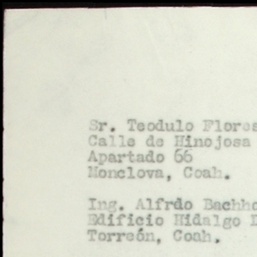 Sr. Teodulo Flores
Calle de Hinojosa
Apartado 66
Monclova, Coah.
Ing. Alfrdo Bachho
Edificio Hidalgo D
Torreón, Coah.